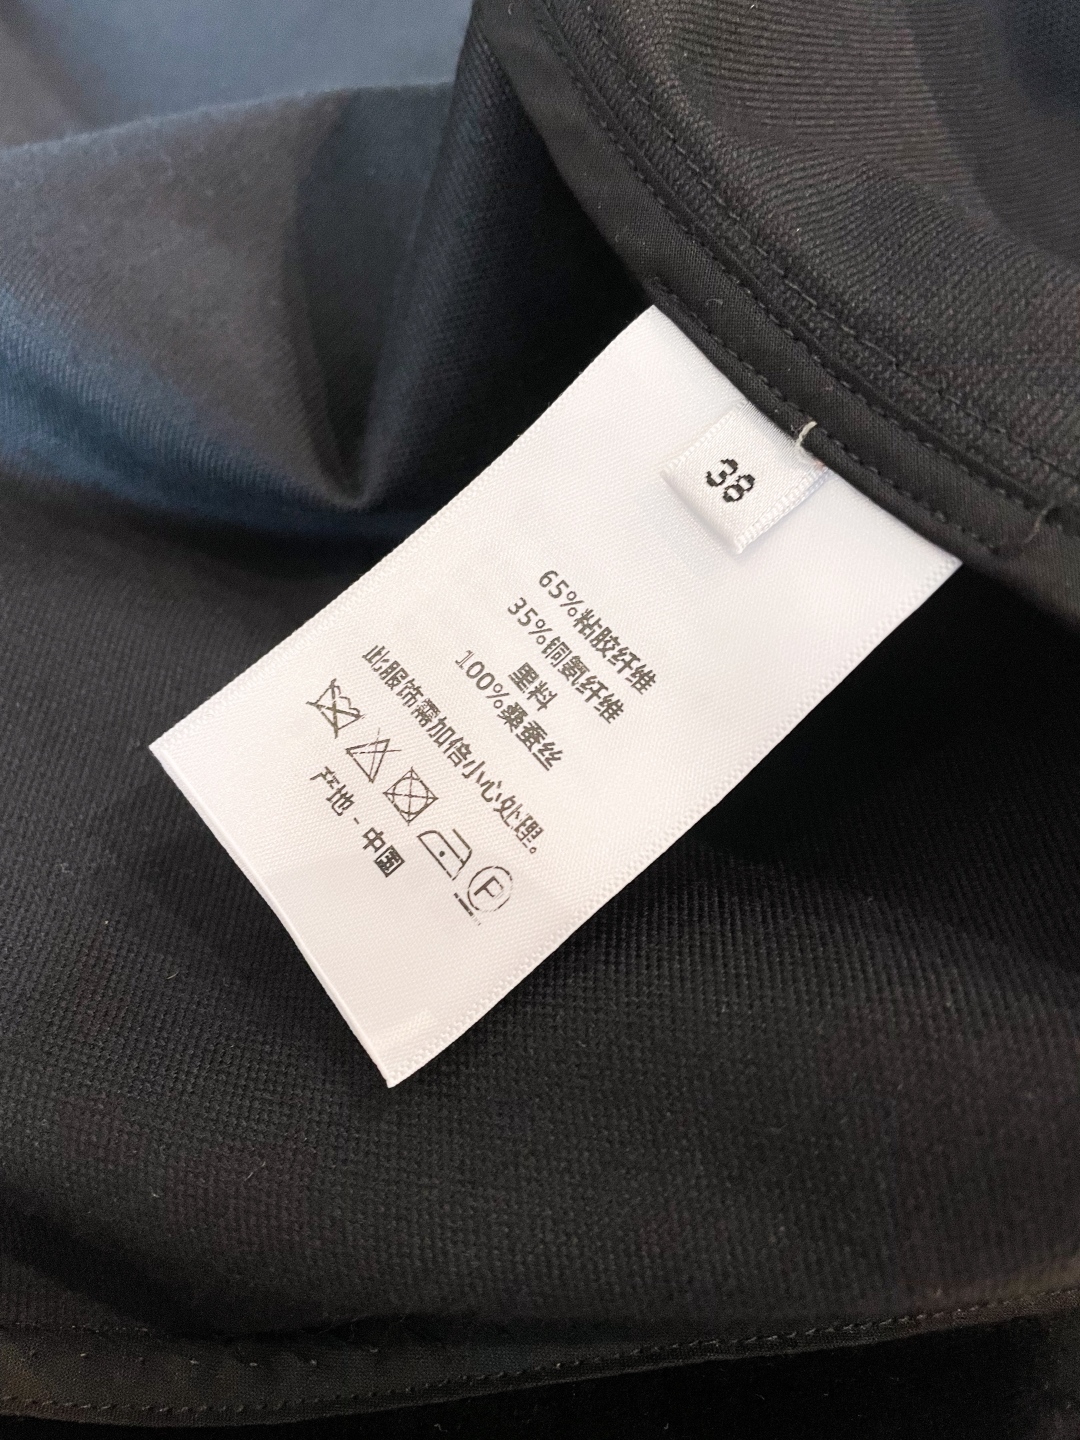 38
65%粘胶纤维
35%铜氨纤维
里料
100%桑蚕丝
此服饰需加倍小心处理。
P
产地-中国